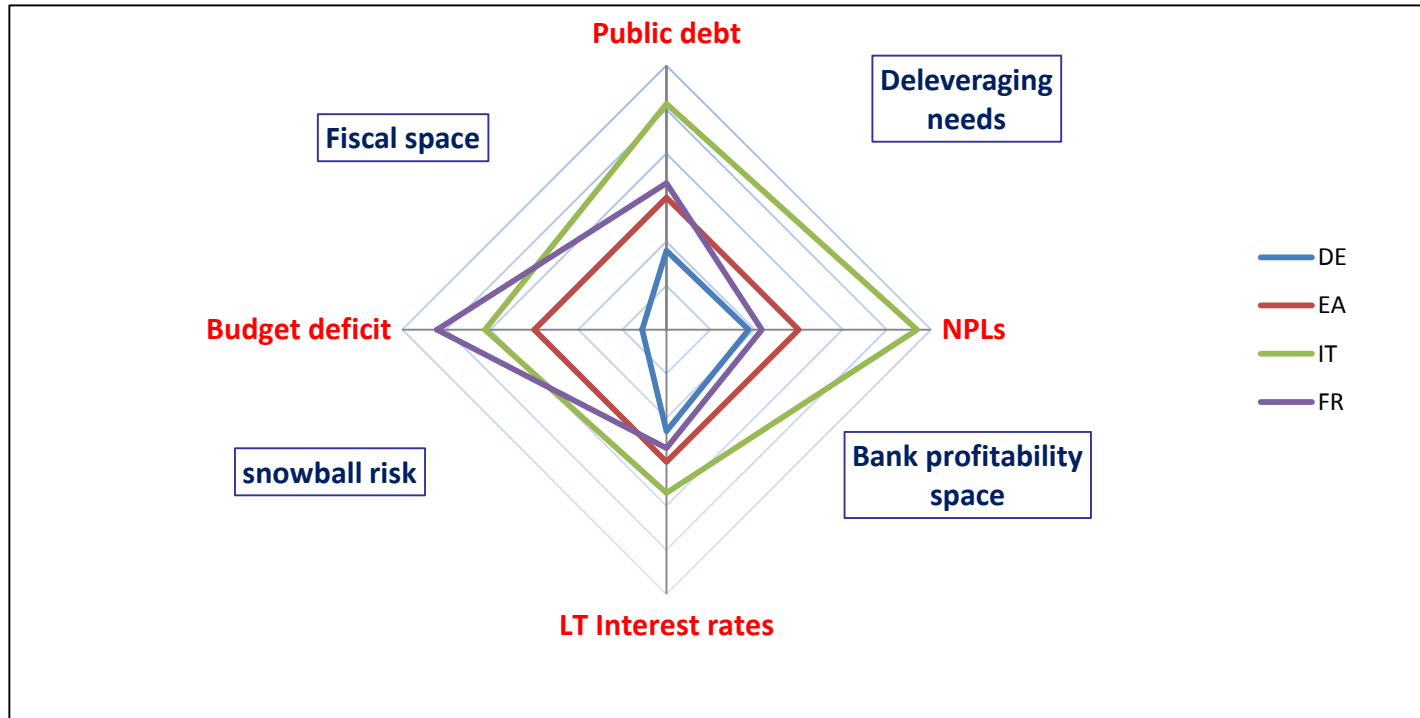 Public debt
Deleveraging
needs
Fiscal space
Budget deficit
NPLs
DE
EA
IT
FR
snowball risk
Bank profitability
space
LT Interest rates